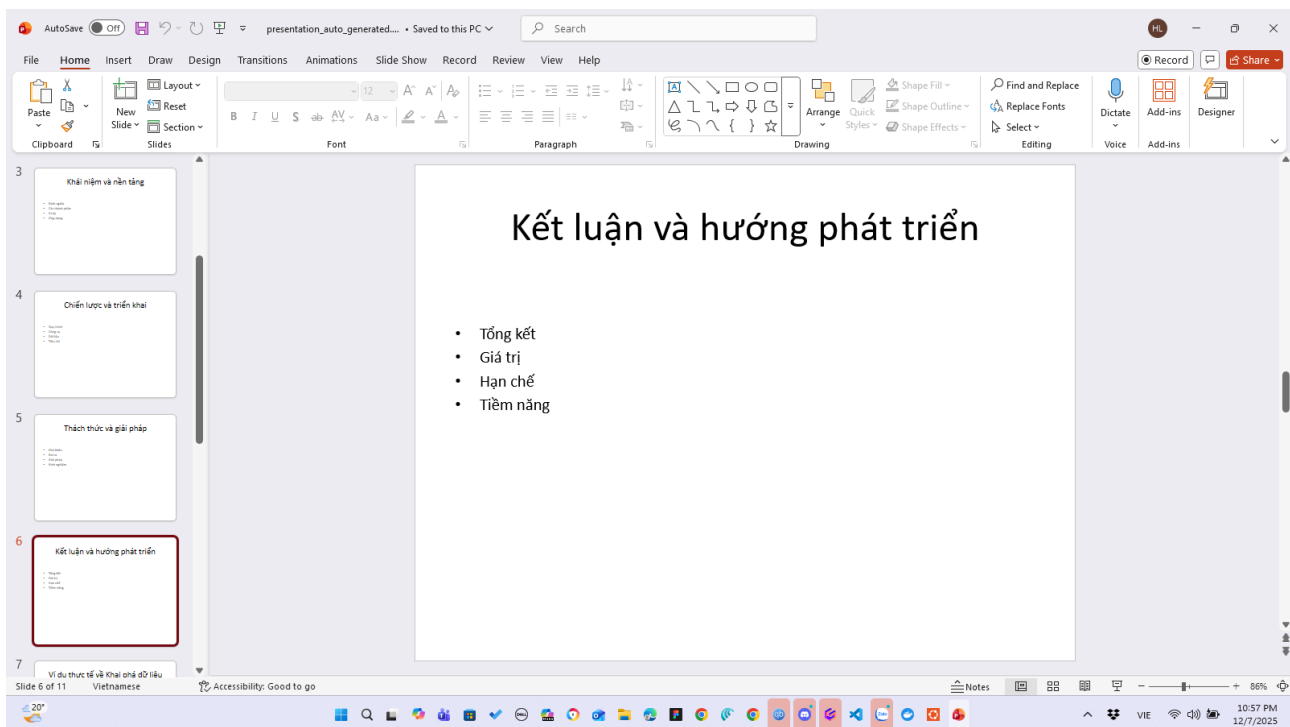 AutoSave Off presentation_auto_generated.... • Saved to this PC Search HL
File Home Insert Draw Design Transitions Animations Slide Show Record Review View Help Record Share
Paste
New
Slide
Layout
Reset
Section
12
Arrange
Quick
Styles
Shape Fill
Shape Outline
Shape Effects
Find and Replace
Replace Fonts
Select
Dictate
Add-ins
Designer
Clipboard Slides Font Paragraph Drawing Editing Voice Add-ins
3
Khái niệm và nền tảng
4
Chiến lược và triển khai
5
Thách thức và giải pháp
6
Kết luận và hướng phát triển
7
Ví dụ thực tế về Khai phá dữ liệu
Kết luận và hướng phát triển
• Tổng kết
• Giá trị
• Hạn chế
• Tiềm năng
Slide 6 of 11 Vietnamese Accessibility: Good to go Notes 86%
20°
VIE
10:57 PM
12/7/2025